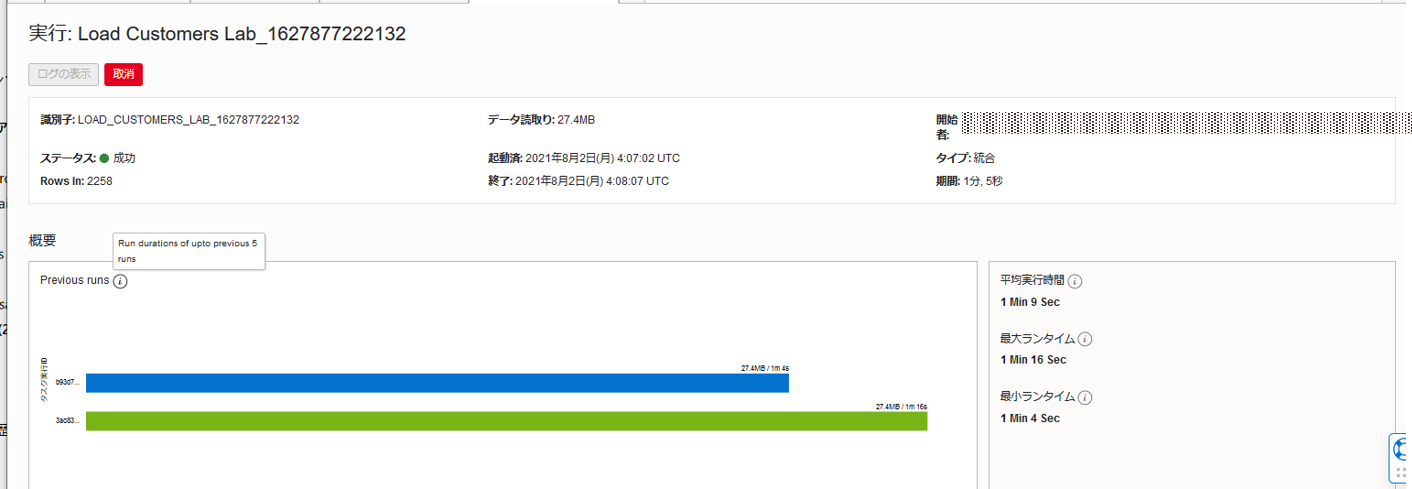 実行: Load Customers Lab_1627877222132
ログの表示 取消
識別子: LOAD_CUSTOMERS_LAB_1627877222132 データ読取り: 27.4MB 開始者:
ステータス: 成功 起動済: 2021年8月2日(月) 4:07:02 UTC タイプ: 統合
Rows In: 2258 終了: 2021年8月2日(月) 4:08:07 UTC 期間: 1分, 5秒
概要
Run durations of upto previous 5
runs
Previous runs
タスク実行ID
27.4MB / 1m 4s
b93d7...
27.4MB / 1m 16s
3ac83...
平均実行時間
1 Min 9 Sec
最大ランタイム
1 Min 16 Sec
最小ランタイム
1 Min 4 Sec